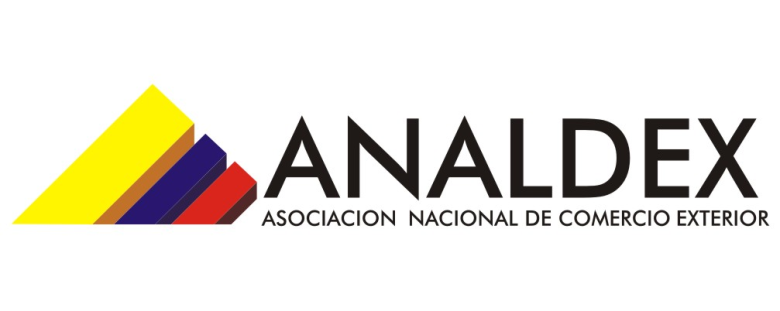 ANALDEX
ASOCIACION NACIONAL DE COMERCIO EXTERIOR